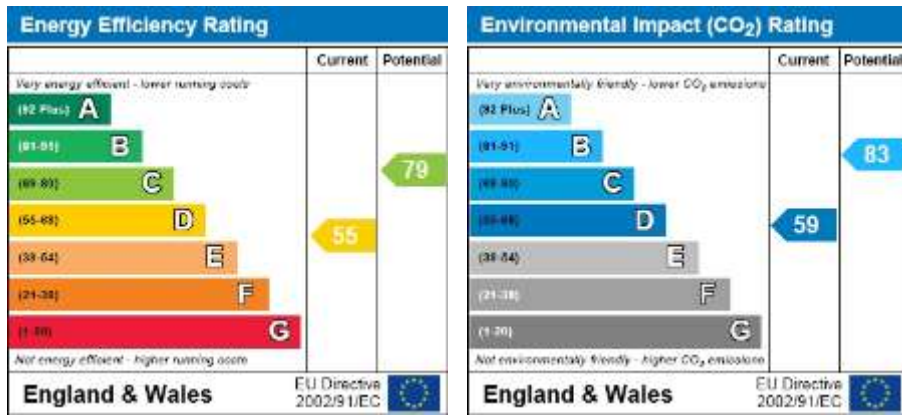 Energy Efficiency Rating
Current Potential
Very energy efficient - lower running costs
(92 Plus) A
(81-91) B
(69-80) C
(55-68) D
(39-54) E
(21-38) F
(1-20) G
55
79
Not energy efficient - higher running costs
England & Wales
EU Directive
2002/91/EC
Environmental Impact (CO₂) Rating
Current Potential
Very environmentally friendly - lower CO₂ emissions
(92 Plus) A
(81-91) B
(69-80) C
(55-68) D
(39-54) E
(21-38) F
(1-20) G
59
83
Not environmentally friendly - higher CO₂ emissions
England & Wales
EU Directive
2002/91/EC